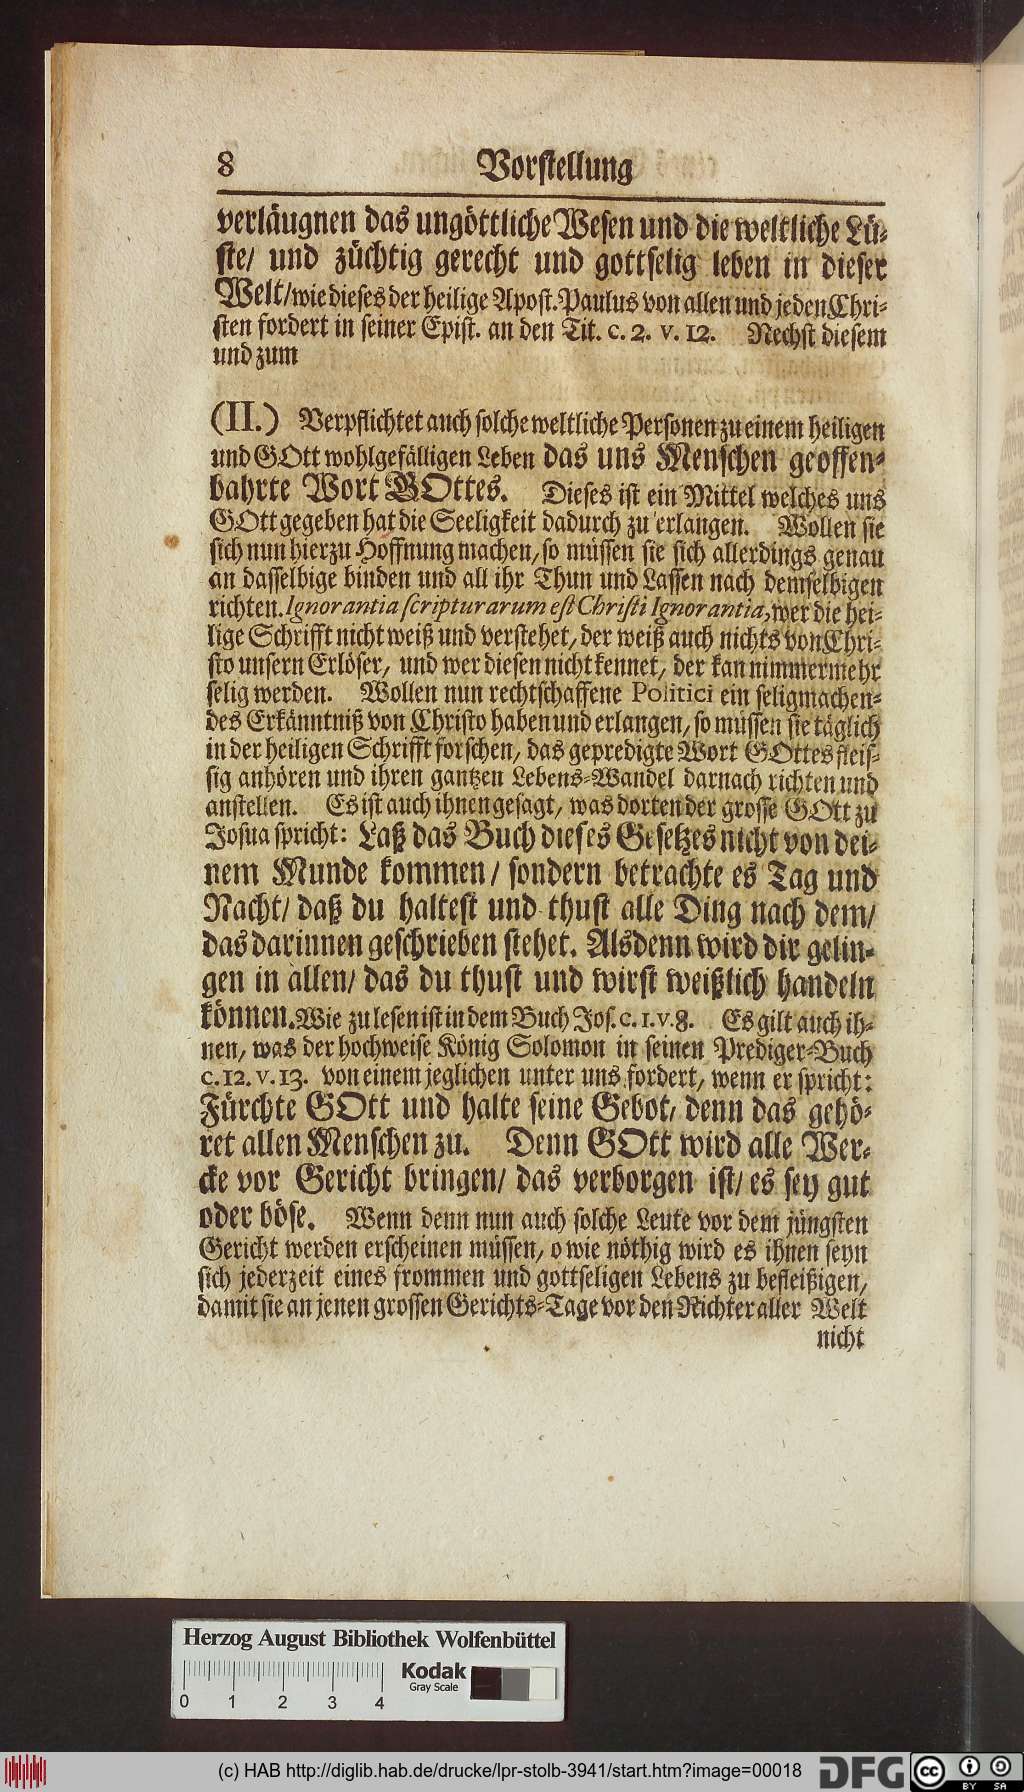 8 Vorstellung
verläugnen das ungöttliche Wesen und die weltliche Lü-
ste/ und züchtig gerecht und gottselig leben in dieser
Welt/ wie dieses der heilige Apost. Paulus von allen und jeden Chri-
sten fordert in seiner Epist. an den Tit. c. 2. v. 12. Nechst diesem
und zum
(II.) Verpflichtet auch solche weltliche Personen zu einem heiligen
und GOtt wohlgefälligen Leben das uns Menschen geoffen-
bahrte Wort GOttes. Dieses ist ein Mittel welches uns
GOtt gegeben hat die Seeligkeit dadurch zu erlangen. Wollen sie
sich nun hierzu Hoffnung machen, so müssen sie sich allerdings genau
an dasselbige binden und all ihr Thun und Lassen nach demselbigen
richten. Ignorantia scripturarum est Christi Ignorantia, wer die hei-
lige Schrifft nicht weiß und verstehet, der weiß auch nichts von Chri-
sto unsern Erlöser, und wer diesen nicht kennet, der kan nimmermehr
selig werden. Wollen nun rechtschaffene Politici ein seligmachen-
des Erkänntniß von Christo haben und erlangen, so müssen sie täglich
in der heiligen Schrifft forschen, das gepredigte Wort GOttes fleis-
sig anhören und ihren gantzen Lebens-Wandel darnach richten und
anstellen. Es ist auch ihnen gesagt, was dorten der grosse GOtt zu
Josua spricht: Laß das Buch dieses Gesetzes nicht von dei-
nem Munde kommen/ sondern betrachte es Tag und
Nacht/ daß du haltest und thust alle Ding nach dem/
das darinnen geschrieben stehet. Alsdenn wird dir gelin-
gen in allen/ das du thust und wirst weißlich handeln
können. Wie zu lesen ist in dem Buch Jos. c. 1. v. 8. Es gilt auch ih-
nen, was der hochweise König Solomon in seinen Prediger-Buch
c. 12. v. 13. von einem jeglichen unter uns fordert, wenn er spricht:
Fürchte GOtt und halte seine Gebot, denn das gehö-
ret allen Menschen zu. Denn GOtt wird alle Wer-
cke vor Gericht bringen/ das verborgen ist/ es sey gut
oder böse. Wenn denn nun auch solche Leute vor dem jüngsten
Gericht werden erscheinen müssen, o wie nöthig wird es ihnen seyn
sich jederzeit eines frommen und gottseligen Lebens zu befleißigen,
damit sie an jenen grossen Gerichts-Tage vor den Richter aller Welt
nicht
Herzog August Bibliothek Wolfenbüttel
Kodak
Gray Scale
0 1 2 3 4
(c) HAB http://diglib.hab.de/drucke/lpr-stolb-3941/start.htm?image=00018
DFG
cc BY SA